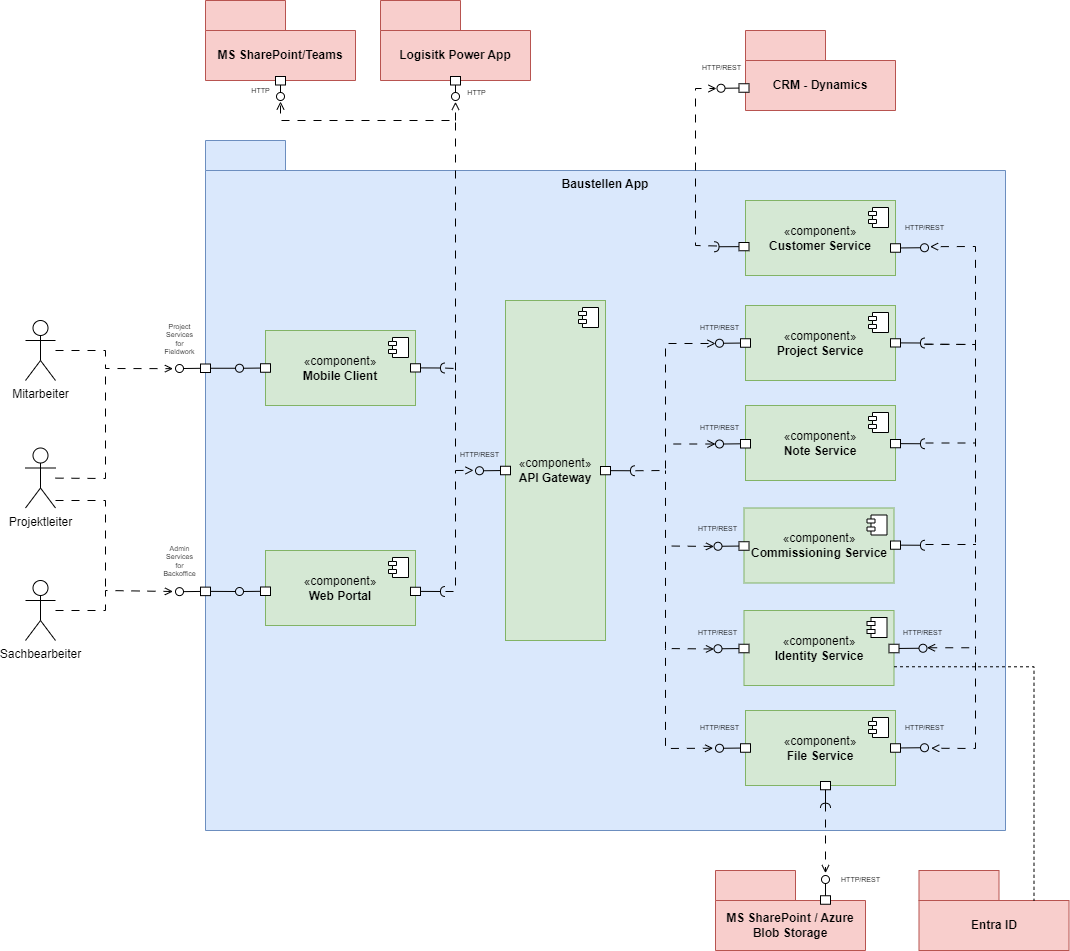 MS SharePoint/Teams
Logisitk Power App
HTTP
HTTP
HTTP/REST
CRM - Dynamics
Baustellen App
«component»
Customer Service
HTTP/REST
Project
Services
for
Fieldwork
Mitarbeiter
«component»
Mobile Client
HTTP/REST
«component»
Project Service
HTTP/REST
«component»
Note Service
HTTP/REST
«component»
API Gateway
Projektleiter
HTTP/REST
«component»
Commissioning Service
Admin
Services
for
Backoffice
«component»
Web Portal
Sachbearbeiter
HTTP/REST
«component»
Identity Service
HTTP/REST
HTTP/REST
«component»
File Service
HTTP/REST
HTTP/REST
MS SharePoint / Azure
Blob Storage
Entra ID